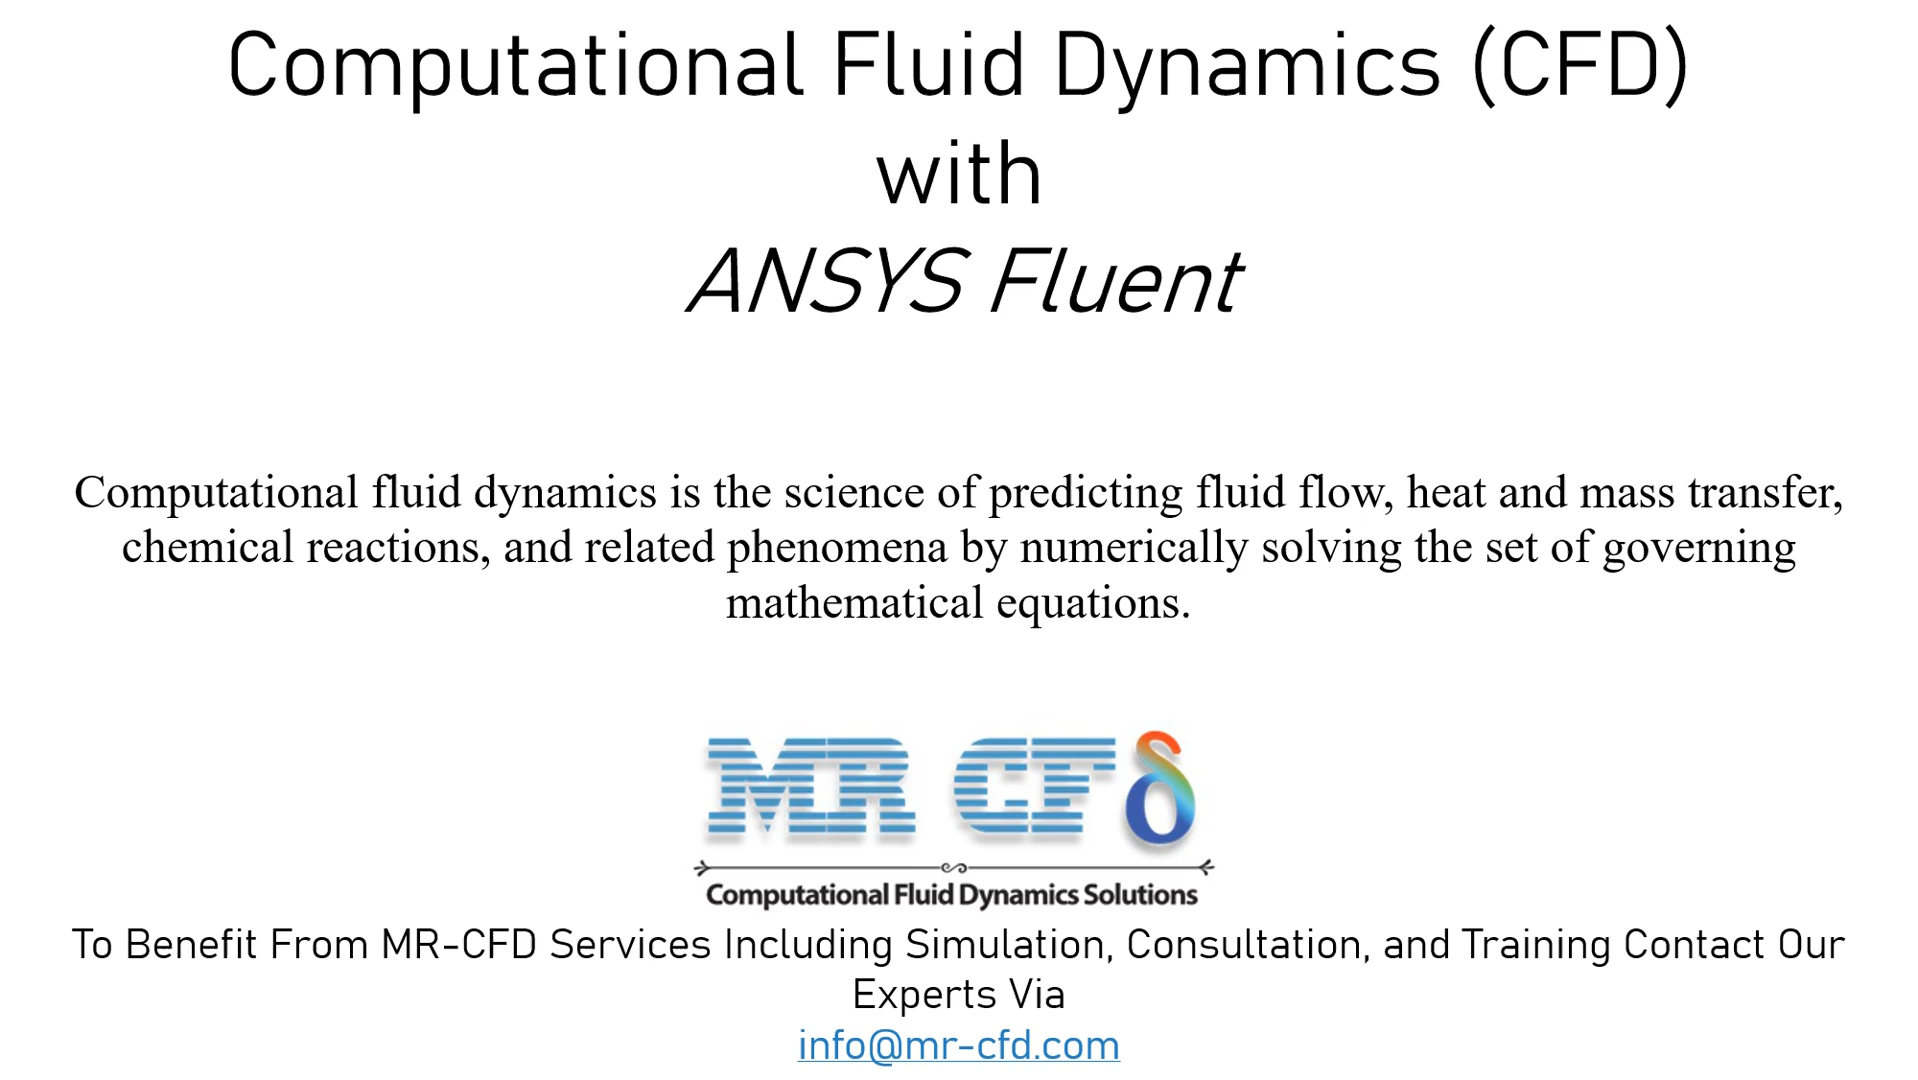 Computational Fluid Dynamics (CFD)
with
ANSYS Fluent
Computational fluid dynamics is the science of predicting fluid flow, heat and mass transfer,
chemical reactions, and related phenomena by numerically solving the set of governing
mathematical equations.
MR CFδ
Computational Fluid Dynamics Solutions
To Benefit From MR-CFD Services Including Simulation, Consultation, and Training Contact Our
Experts Via
info@mr-cfd.com